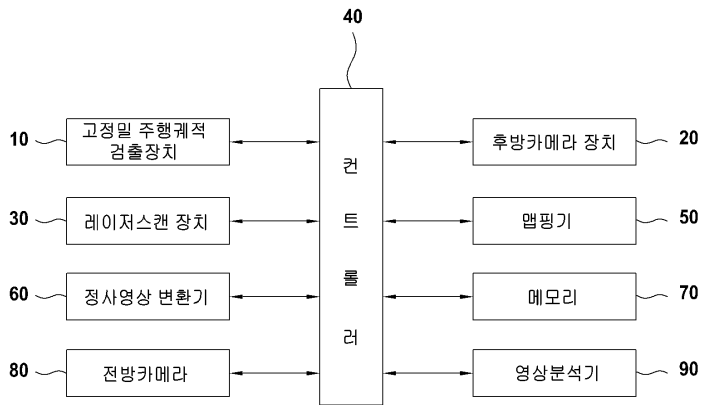 40
10
고정밀 주행궤적
검출장치
컨
트
롤
러
후방카메라 장치
20
30
레이저스캔 장치
맵핑기
50
60
정사영상 변환기
메모리
70
80
전방카메라
영상분석기
90